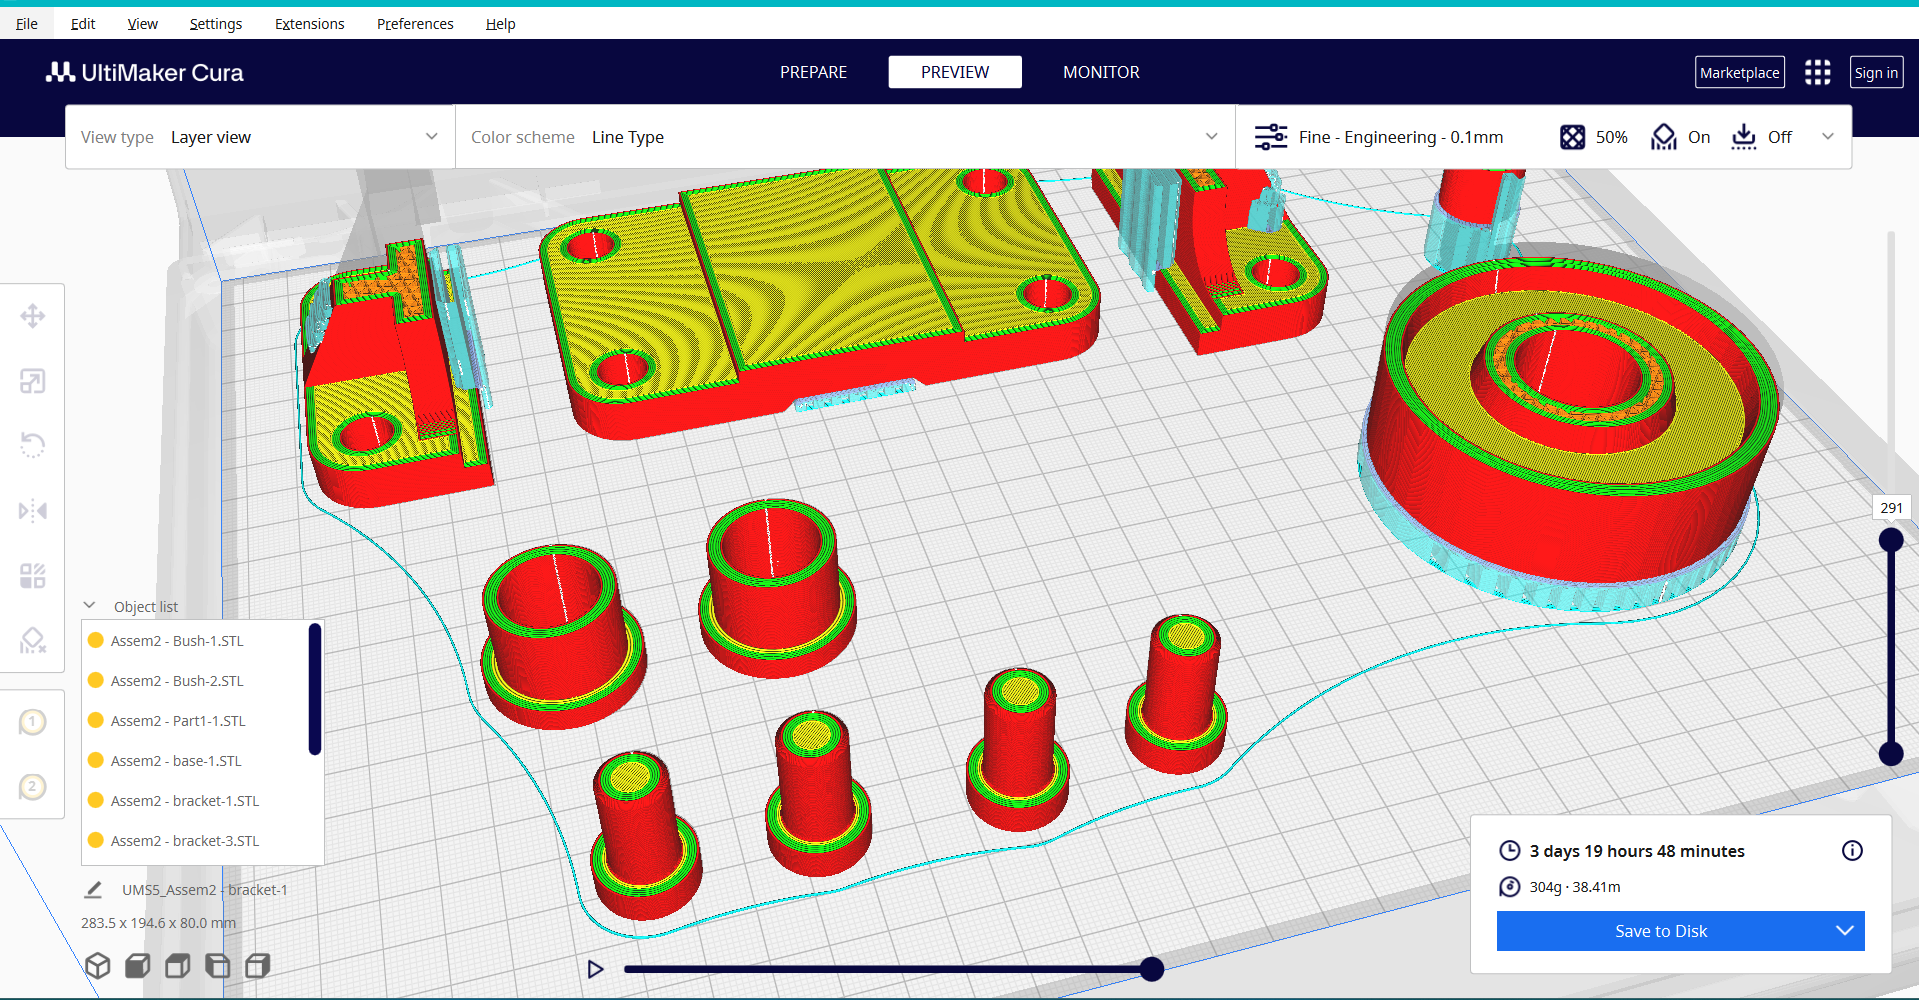 File Edit View Settings Extensions Preferences Help
UltiMaker Cura
PREPARE
PREVIEW
MONITOR
Marketplace
Sign in
View type Layer view
Color scheme Line Type
Fine - Engineering - 0.1mm
50%
On
Off
291
1
2
Object list
Assem2 - Bush-1.STL
Assem2 - Bush-2.STL
Assem2 - Part1-1.STL
Assem2 - base-1.STL
Assem2 - bracket-1.STL
Assem2 - bracket-3.STL
UMS5_Assem2 - bracket-1
283.5 x 194.6 x 80.0 mm
3 days 19 hours 48 minutes
304g · 38.41m
Save to Disk